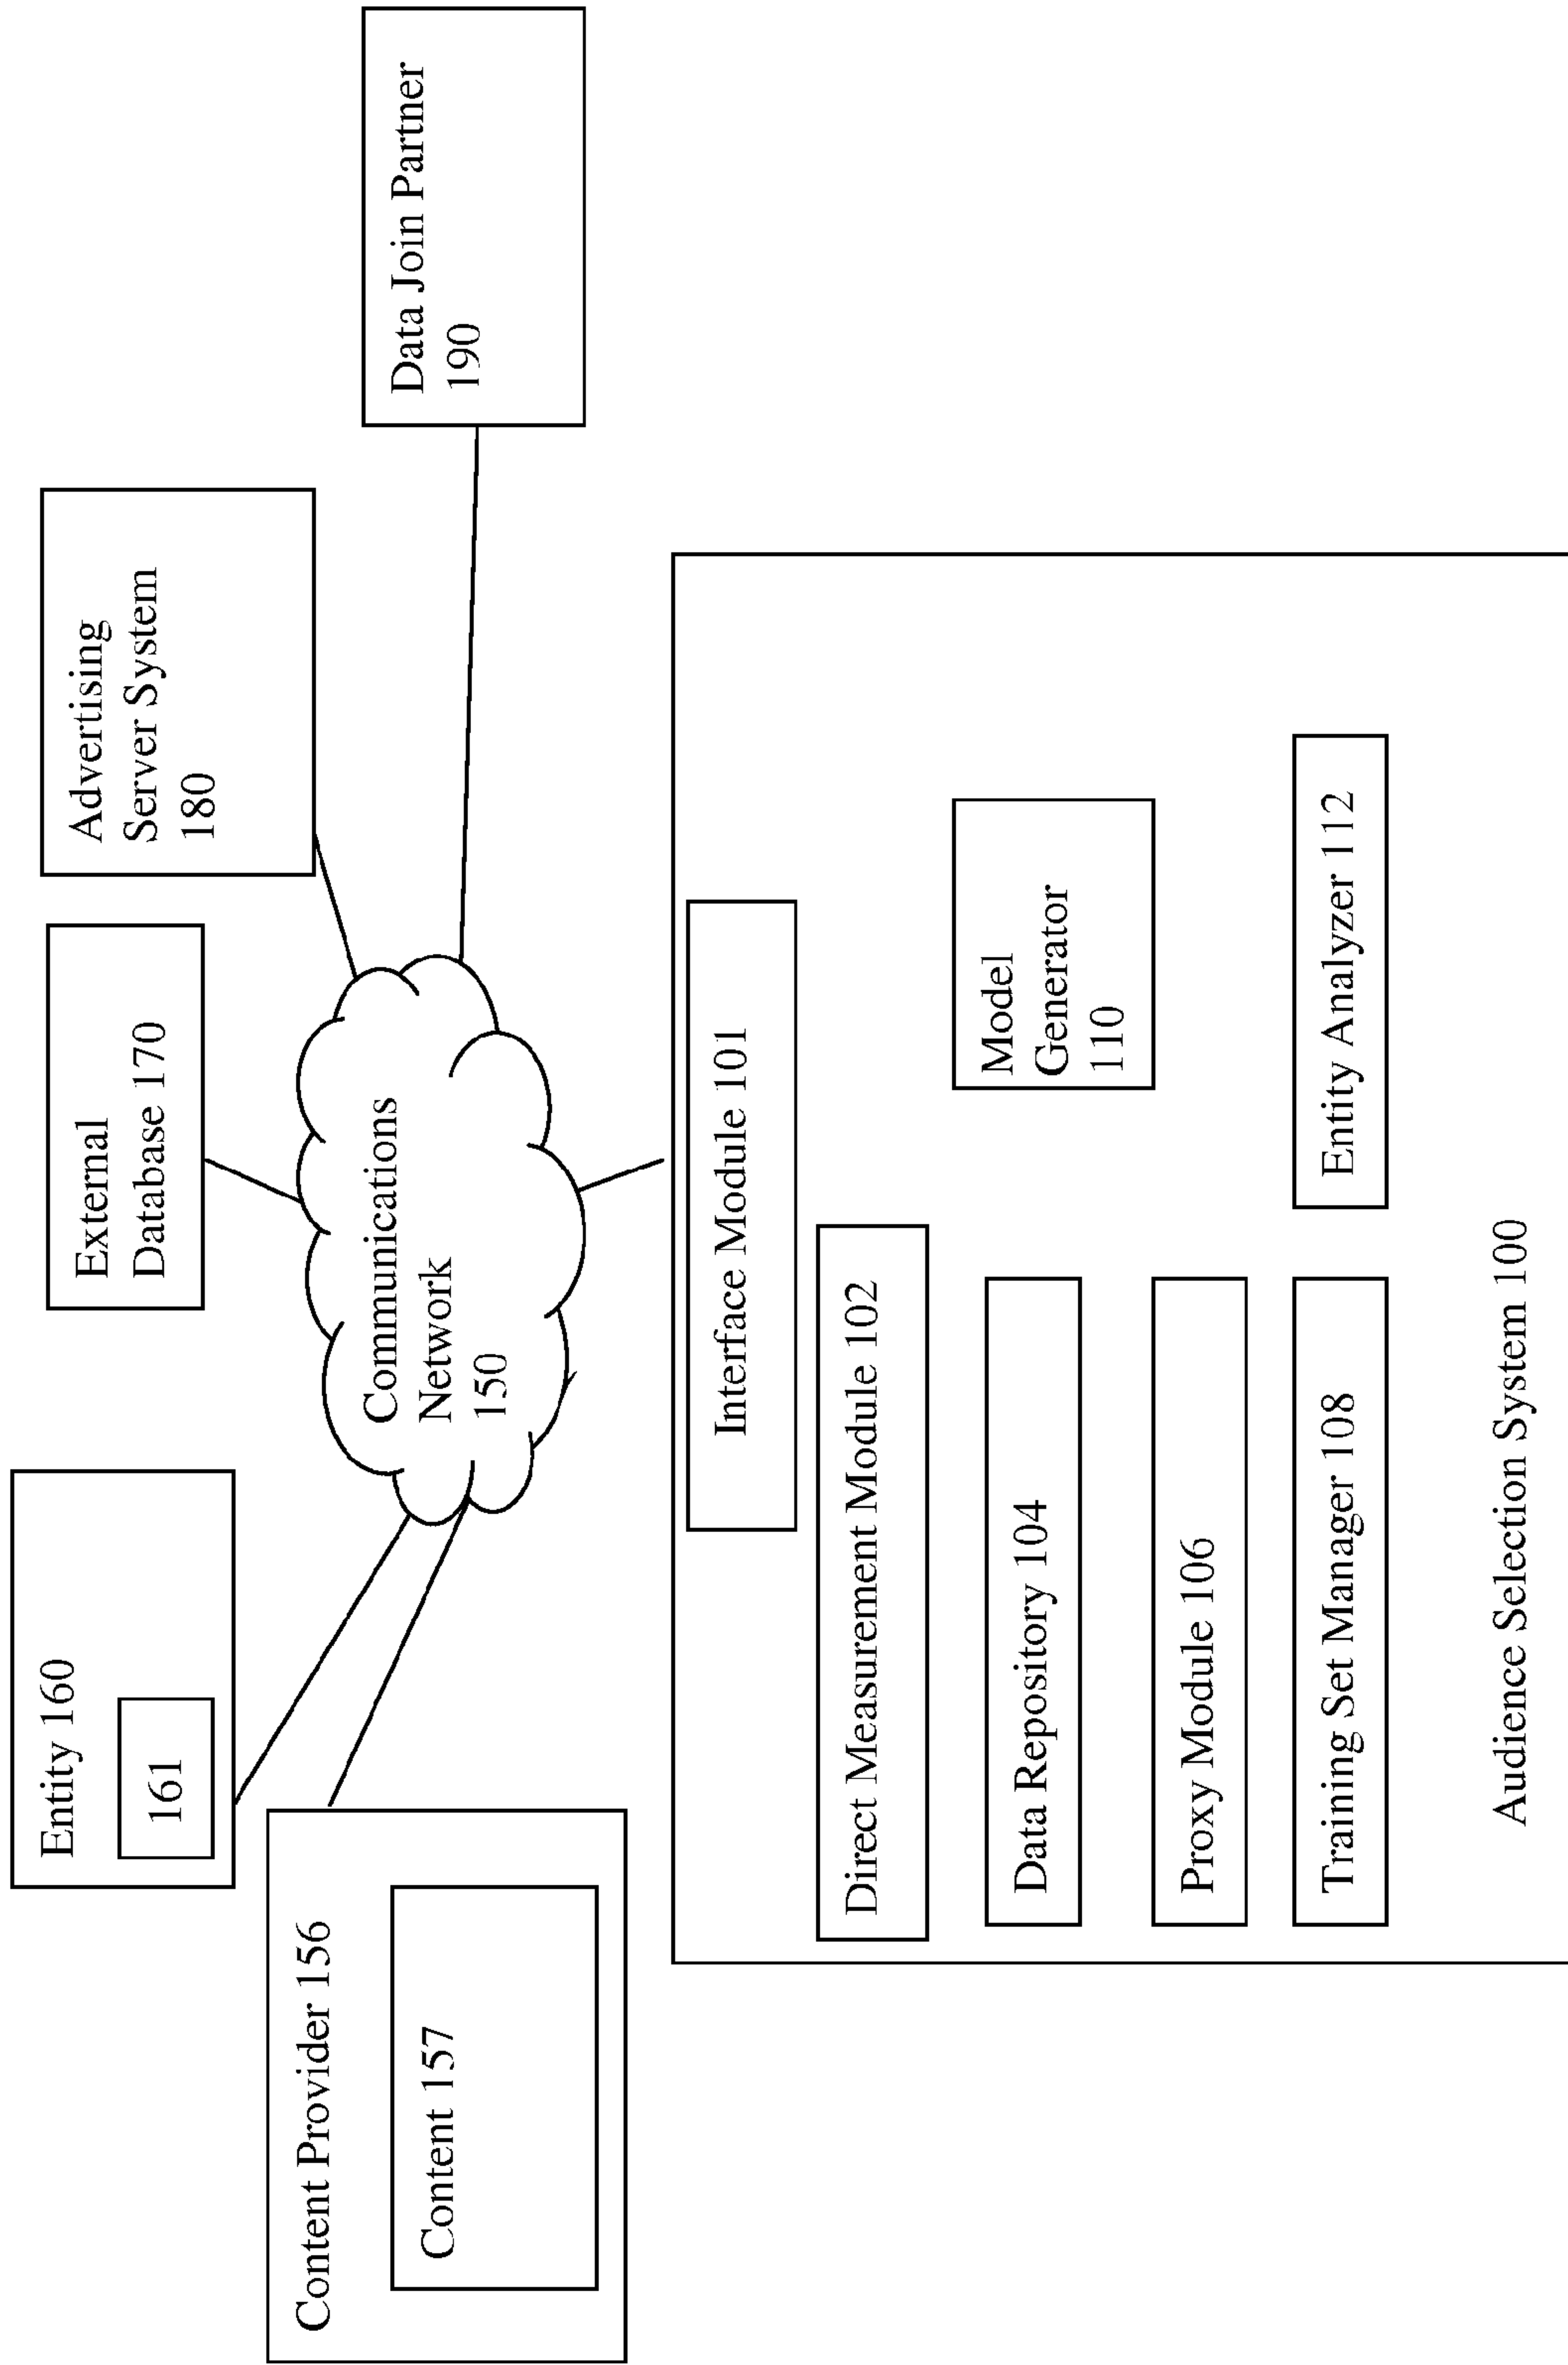 Entity 160
161
External
Database 170
Advertising
Server System
180
Content Provider 156
Content 157
Communications
Network
150
Data Join Partner
190
Interface Module 101
Direct Measurement Module 102
Data Repository 104
Model
Generator
110
Proxy Module 106
Training Set Manager 108
Entity Analyzer 112
Audience Selection System 100